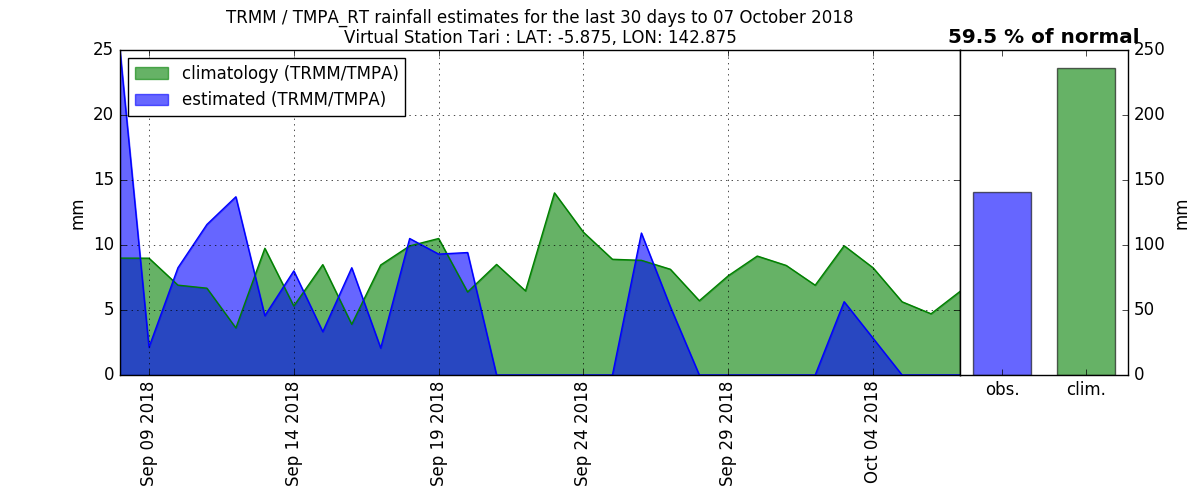 TRMM / TMPA_RT rainfall estimates for the last 30 days to 07 October 2018
Virtual Station Tari : LAT: -5.875, LON: 142.875
59.5 % of normal
climatology (TRMM/TMPA)
estimated (TRMM/TMPA)
25
20
15
10
5
0
mm
250
200
150
100
50
0
mm
Sep 09 2018
Sep 14 2018
Sep 19 2018
Sep 24 2018
Sep 29 2018
Oct 04 2018
obs.
clim.